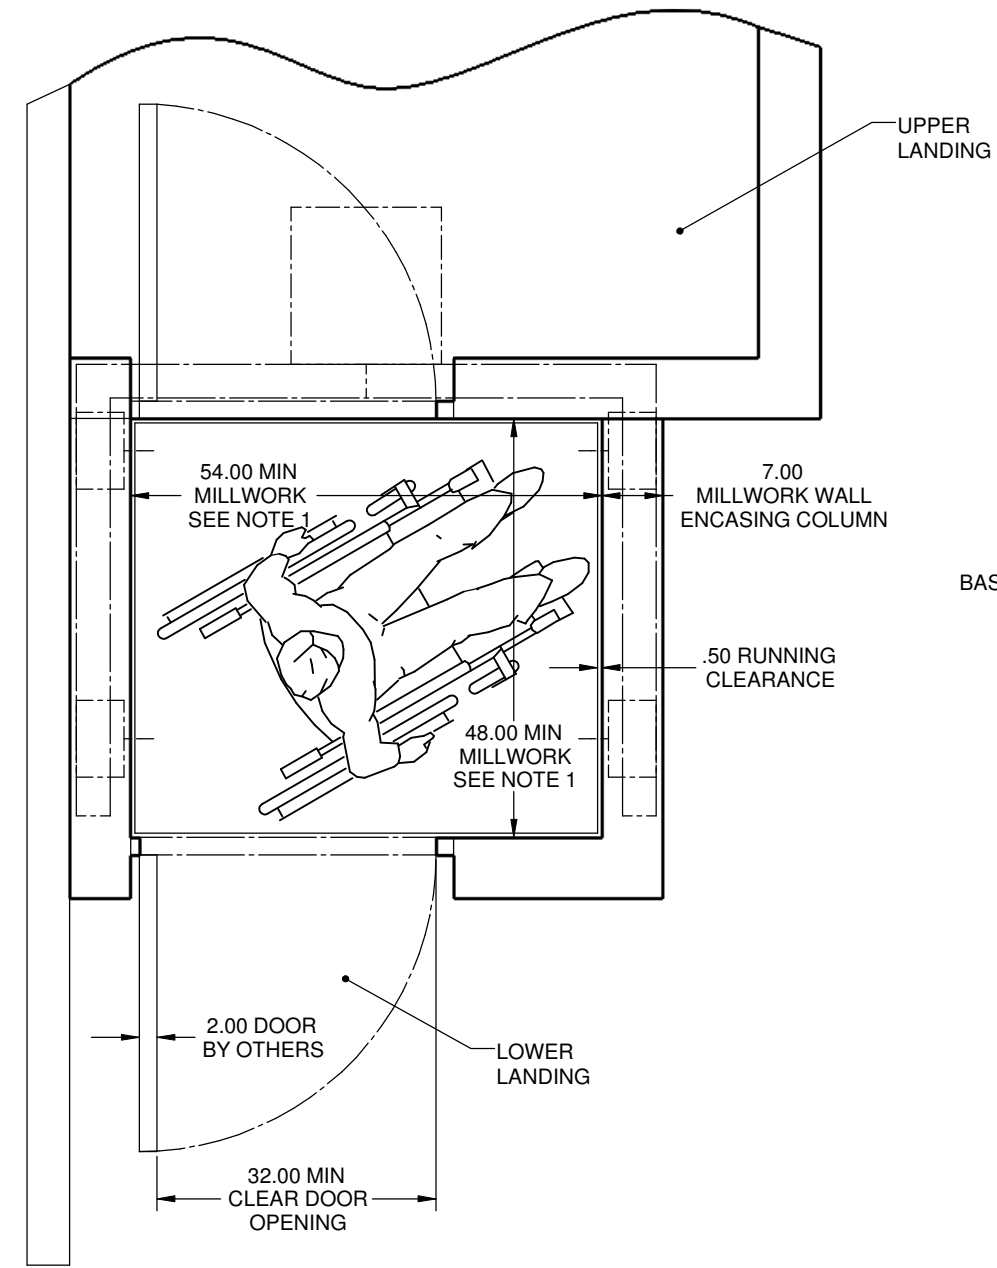 UPPER
LANDING
54.00 MIN
MILLWORK
SEE NOTE 1
7.00
MILLWORK WALL
ENCASING COLUMN
BAS
.50 RUNNING
CLEARANCE
48.00 MIN
MILLWORK
SEE NOTE 1
2.00 DOOR
BY OTHERS
LOWER
LANDING
32.00 MIN
CLEAR DOOR
OPENING